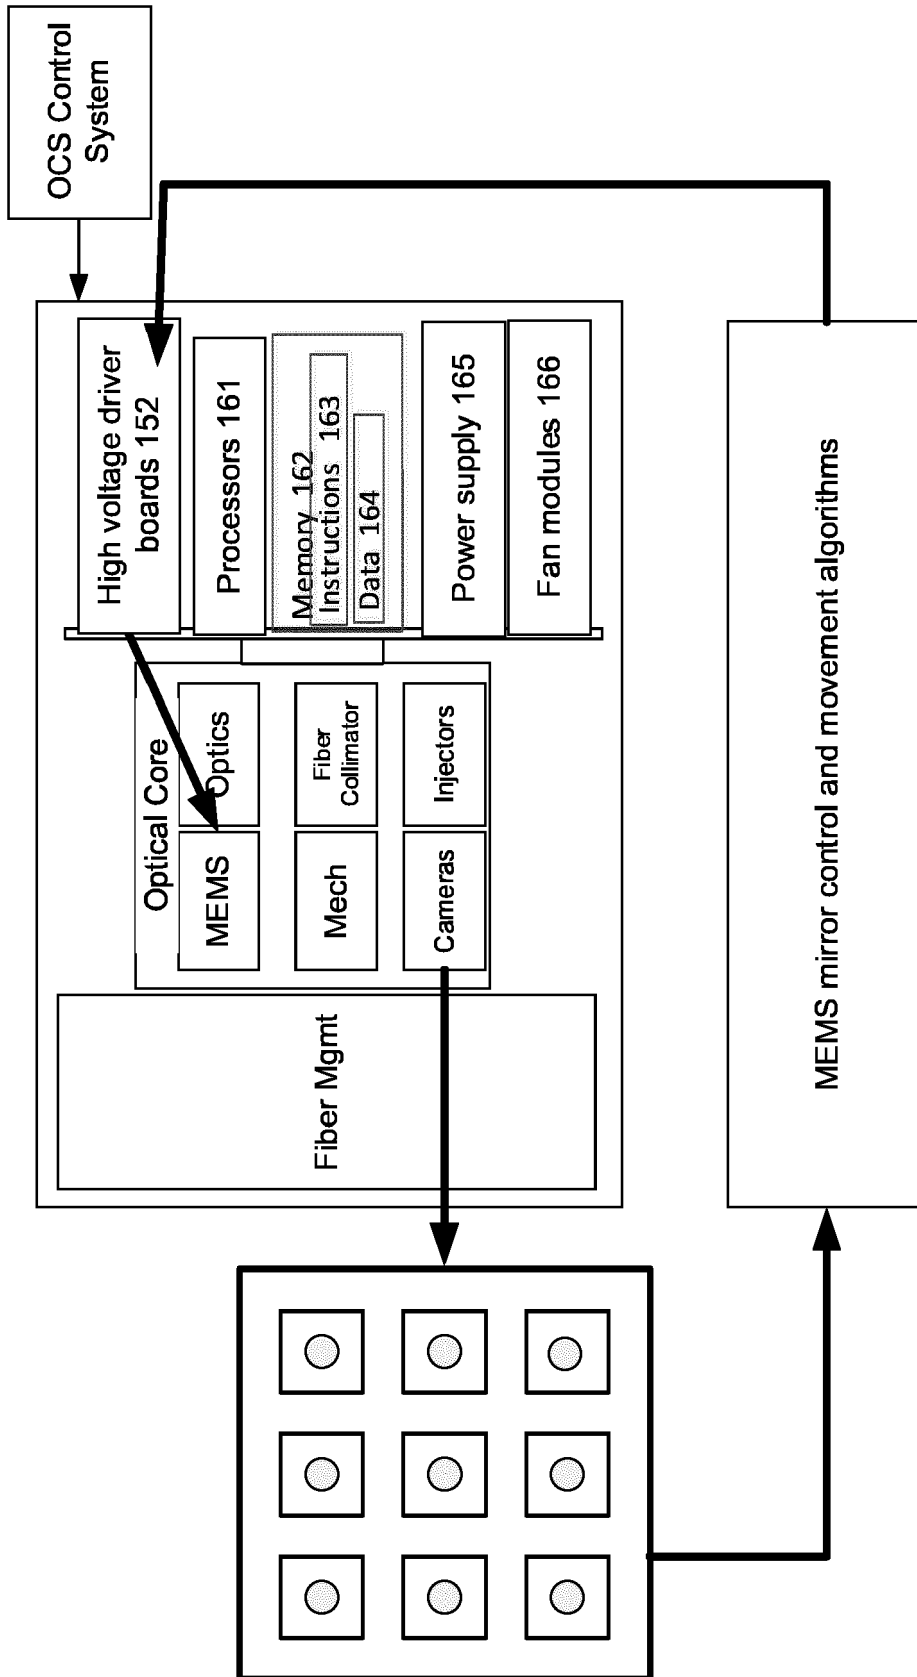 OCS Control
System
High voltage driver
boards 152
Processors 161
Memory 162
Instructions 163
Data 164
Power supply 165
Fan modules 166
Optical Core
MEMS
Optics
Mech
Fiber
Collimator
Cameras
Injectors
Fiber Mgmt
MEMS mirror control and movement algorithms